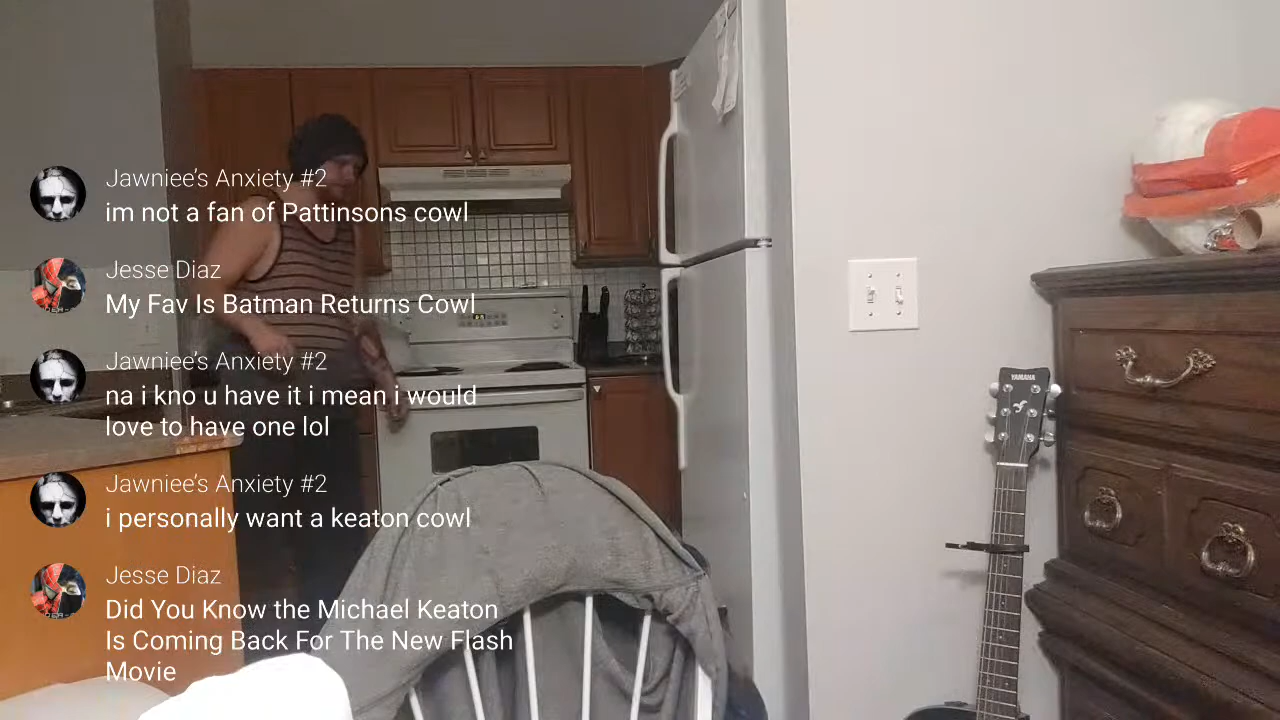 Jawniee's Anxiety #2
im not a fan of Pattinsons cowl
Jesse Diaz
My Fav Is Batman Returns Cowl
Jawniee's Anxiety #2
na i kno u have it i mean i would
love to have one lol
Jawniee's Anxiety #2
i personally want a keaton cowl
Jesse Diaz
Did You Know the Michael Keaton
Is Coming Back For The New Flash
Movie
YAMAHA